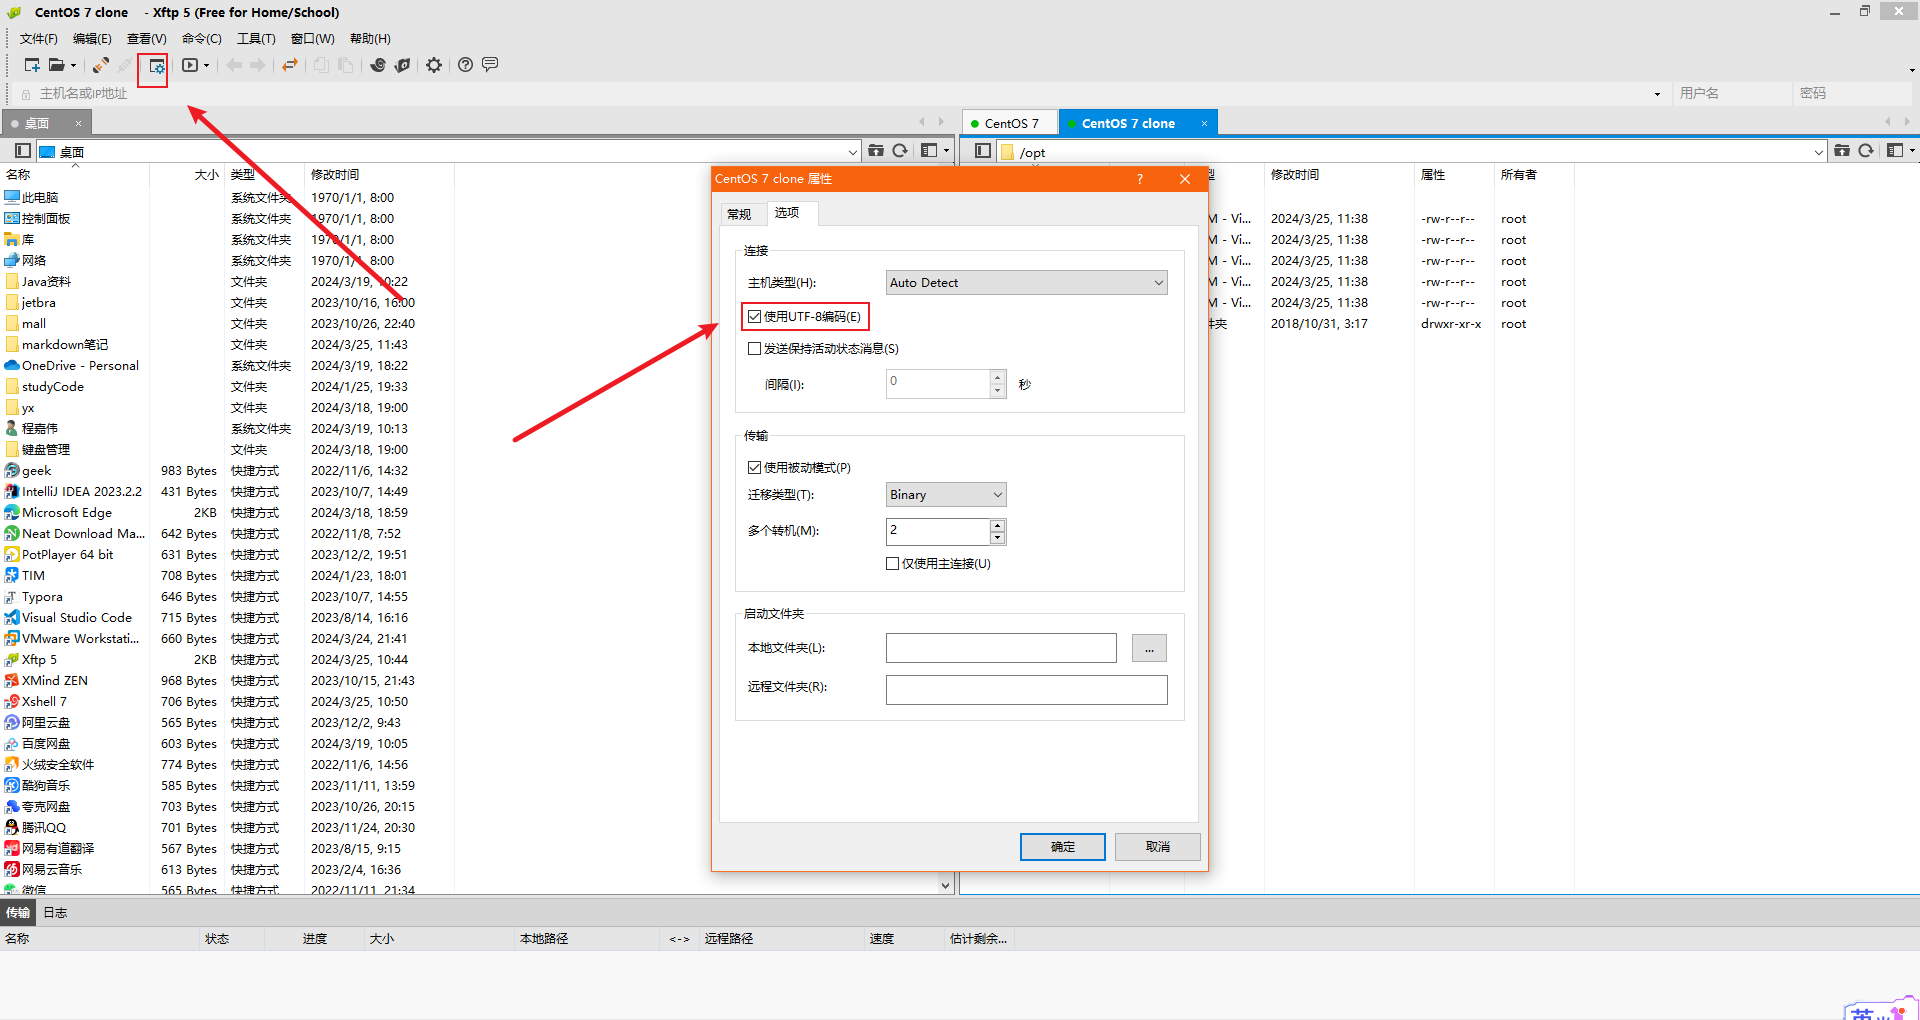 CentOS 7 clone - Xftp 5 (Free for Home/School)
文件(F) 编辑(E) 查看(V) 命令(C) 工具(T) 窗口(W) 帮助(H)
主机名或IP地址 用户名 密码
桌面 × CentOS 7 CentOS 7 clone ×
桌面 /opt
名称 大小 类型 修改时间
此电脑 系统文件夹 1970/1/1, 8:00
控制面板 系统文件夹 1970/1/1, 8:00
库 系统文件夹 1970/1/1, 8:00
网络 系统文件夹 1970/1/1, 8:00
Java资料 文件夹 2024/3/19, 10:22
jetbra 文件夹 2023/10/16, 16:00
mall 文件夹 2023/10/26, 22:40
markdown笔记 文件夹 2024/3/25, 11:43
OneDrive - Personal 系统文件夹 2024/3/19, 18:22
studyCode 文件夹 2024/1/25, 19:33
yx 文件夹 2024/3/18, 19:00
程嘉伟 系统文件夹 2024/3/19, 10:13
键盘管理 文件夹 2024/3/18, 19:00
geek 983 Bytes 快捷方式 2022/11/6, 14:32
IntelliJ IDEA 2023.2.2 431 Bytes 快捷方式 2023/10/7, 14:49
Microsoft Edge 2KB 快捷方式 2024/3/18, 18:59
Neat Download Ma... 642 Bytes 快捷方式 2022/11/8, 7:52
PotPlayer 64 bit 631 Bytes 快捷方式 2023/12/2, 19:51
TIM 708 Bytes 快捷方式 2024/1/23, 18:01
Typora 646 Bytes 快捷方式 2023/10/7, 14:55
Visual Studio Code 715 Bytes 快捷方式 2023/8/14, 16:16
VMware Workstati... 660 Bytes 快捷方式 2024/3/24, 21:41
Xftp 5 2KB 快捷方式 2024/3/25, 10:44
XMind ZEN 968 Bytes 快捷方式 2023/10/15, 21:43
Xshell 7 706 Bytes 快捷方式 2024/3/25, 10:50
阿里云盘 565 Bytes 快捷方式 2023/12/2, 9:43
百度网盘 603 Bytes 快捷方式 2024/3/19, 10:05
火绒安全软件 774 Bytes 快捷方式 2022/11/6, 14:56
酷狗音乐 585 Bytes 快捷方式 2023/11/11, 13:59
夸克网盘 703 Bytes 快捷方式 2023/10/26, 20:15
腾讯QQ 701 Bytes 快捷方式 2023/11/24, 20:30
网易有道翻译 567 Bytes 快捷方式 2023/8/15, 9:15
网易云音乐 613 Bytes 快捷方式 2023/2/4, 16:36
微信 565 Bytes 快捷方式 2022/11/11, 21:34
CentOS 7 clone 属性 ?
常规 选项
连接
主机类型(H): Auto Detect
使用UTF-8编码(E)
发送保持活动状态消息(S)
间隔(I): 0 秒
传输
使用被动模式(P)
迁移类型(T): Binary
多个转机(M): 2
仅使用主连接(U)
启动文件夹
本地文件夹(L): ...
远程文件夹(R):
确定 取消
型 修改时间 属性 所有者
M - Vi... 2024/3/25, 11:38 -rw-r--r-- root
M - Vi... 2024/3/25, 11:38 -rw-r--r-- root
M - Vi... 2024/3/25, 11:38 -rw-r--r-- root
M - Vi... 2024/3/25, 11:38 -rw-r--r-- root
M - Vi... 2024/3/25, 11:38 -rw-r--r-- root
件夹 2018/10/31, 3:17 drwxr-xr-x root
传输 日志
名称 状态 进度 大小 本地路径 <-> 远程路径 速度 估计剩余...
英